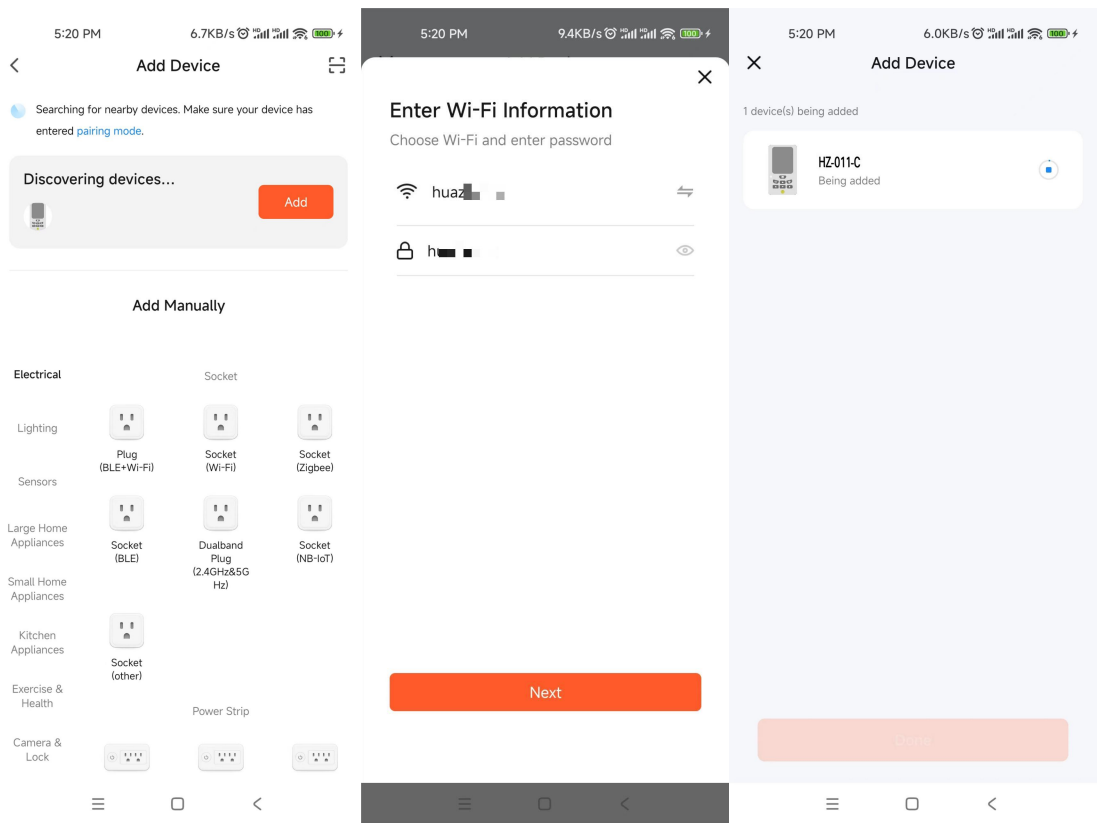 5:20 PM
6.7KB/s
100
Add Device
Searching for nearby devices. Make sure your device has
entered pairing mode.
Discovering devices...
Add
Add Manually
Electrical
Lighting
Sensors
Large Home
Appliances
Small Home
Appliances
Kitchen
Appliances
Exercise &
Health
Camera &
Lock
Socket
Plug
(BLE+Wi-Fi)
Socket
(Wi-Fi)
Socket
(Zigbee)
Socket
(BLE)
Dualband
Plug
(2.4GHz&5G
Hz)
Socket
(NB-IoT)
Socket
(other)
Power Strip
5:20 PM
9.4KB/s
100
Enter Wi-Fi Information
Choose Wi-Fi and enter password
Next
5:20 PM
6.0KB/s
100
Add Device
1 device(s) being added
HZ-011-C
Being added
Done